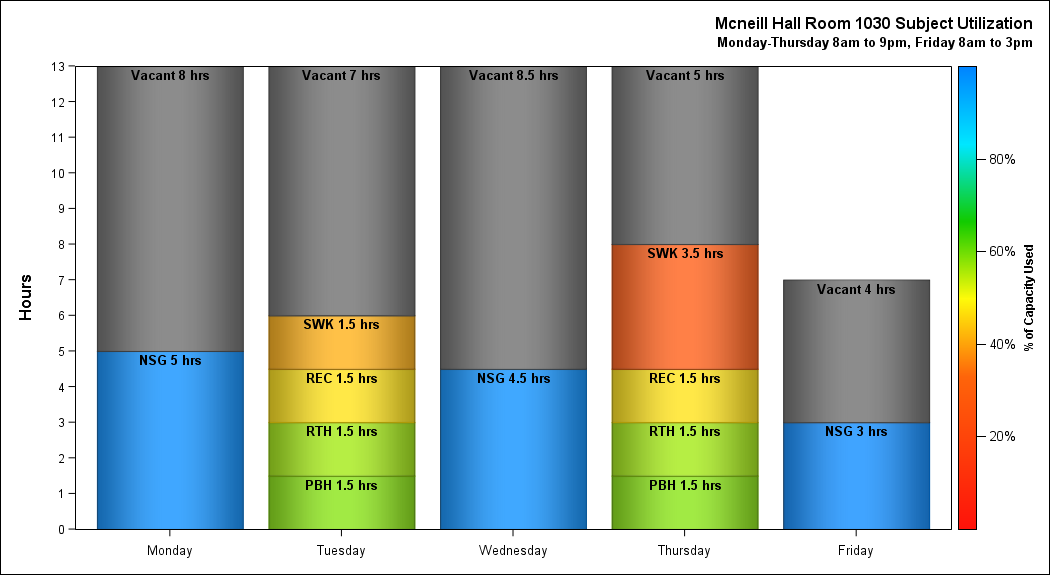 Mcneill Hall Room 1030 Subject Utilization
Monday-Thursday 8am to 9pm, Friday 8am to 3pm
13
12
11
10
9
8
7
6
5
4
3
2
1
0
Hours
Vacant 8 hrs
NSG 5 hrs
Vacant 7 hrs
SWK 1.5 hrs
REC 1.5 hrs
RTH 1.5 hrs
PBH 1.5 hrs
Vacant 8.5 hrs
NSG 4.5 hrs
Vacant 5 hrs
SWK 3.5 hrs
REC 1.5 hrs
RTH 1.5 hrs
PBH 1.5 hrs
Vacant 4 hrs
NSG 3 hrs
Monday
Tuesday
Wednesday
Thursday
Friday
80%
60%
40%
20%
% of Capacity Used